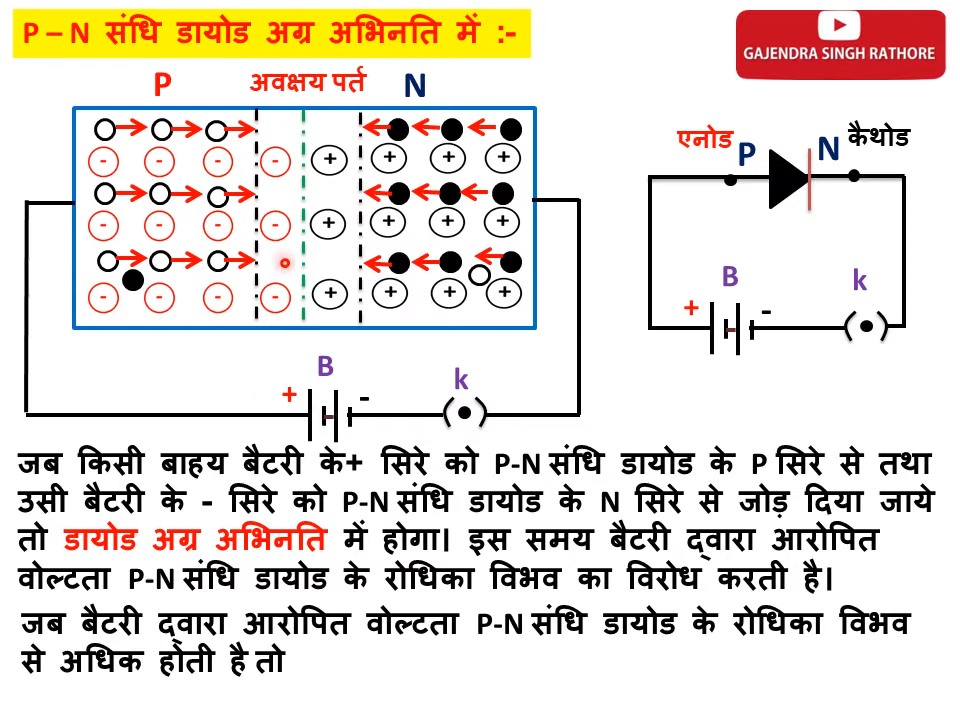 P – N संधि डायोड अग्र अभिनति में :-
GAJENDRA SINGH RATHORE
P अवक्षय पर्त N
एनोड P N कैथोड
B k
+ -
B k
+ -
जब किसी बाहय बैटरी के+ सिरे को P-N संधि डायोड के P सिरे से तथा
उसी बैटरी के - सिरे को P-N संधि डायोड के N सिरे से जोड़ दिया जाये
तो डायोड अग्र अभिनति में होगा। इस समय बैटरी द्वारा आरोपित
वोल्टता P-N संधि डायोड के रोधिका विभव का विरोध करती है।
जब बैटरी द्वारा आरोपित वोल्टता P-N संधि डायोड के रोधिका विभव
से अधिक होती है तो